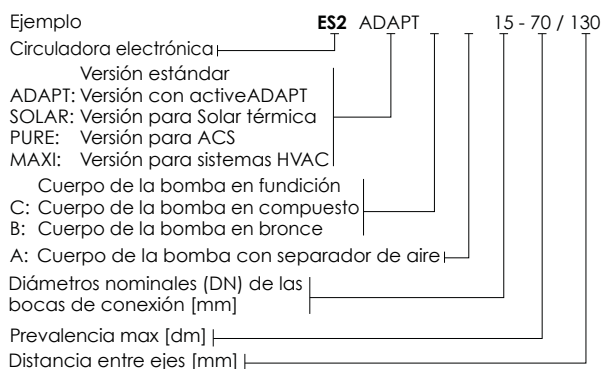 Ejemplo ES2 ADAPT 15 - 70 / 130
Circuladora electrónica
Versión estándar
ADAPT: Versión con activeADAPT
SOLAR: Versión para Solar térmica
PURE: Versión para ACS
MAXI: Versión para sistemas HVAC
Cuerpo de la bomba en fundición
C: Cuerpo de la bomba en compuesto
B: Cuerpo de la bomba en bronce
A: Cuerpo de la bomba con separador de aire
Diámetros nominales (DN) de las
bocas de conexión [mm]
Prevalencia max [dm]
Distancia entre ejes [mm]